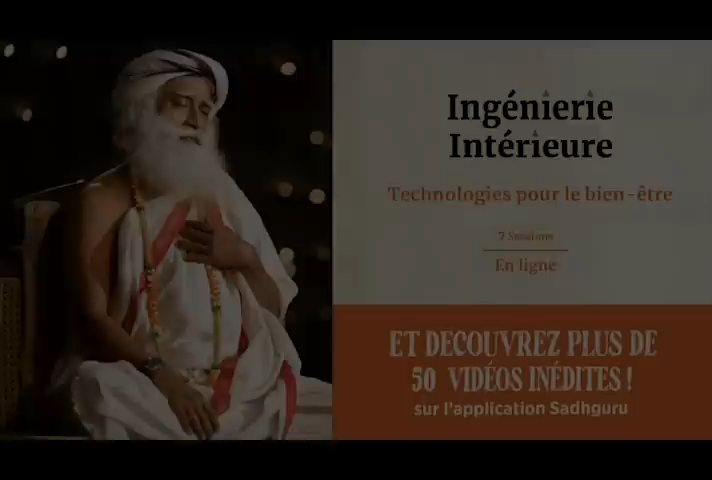 Ingénierie
Intérieure
Technologies pour le bien-être
7 Sessions
En ligne
ET DECOUVREZ PLUS DE
50 VIDÉOS INÉDITES !
sur l'application Sadhguru